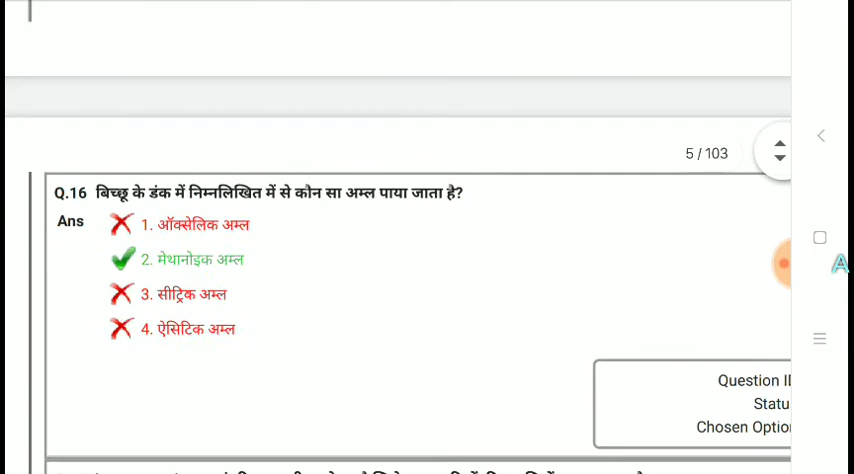 5 / 103
Q.16 बिच्छू के डंक में निम्नलिखित में से कौन सा अम्ल पाया जाता है?
Ans 1. ऑक्सेलिक अम्ल
2. मेथानोइक अम्ल
3. सीट्रिक अम्ल
4. ऐसिटिक अम्ल
Question I
Statu
Chosen Optio
A